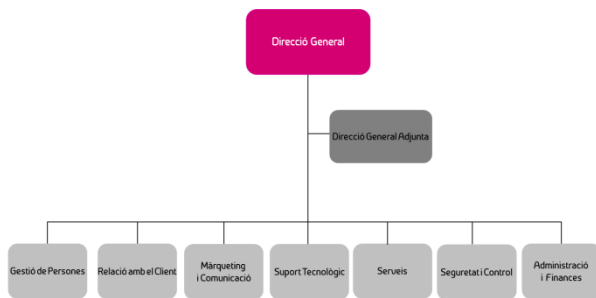 Direcció General
Direcció General Adjunta
Gestió de Persones
Relació amb el Client
Màrqueting
i Comunicació
Suport Tecnològic
Serveis
Seguretat i Control
Administració
i Finances